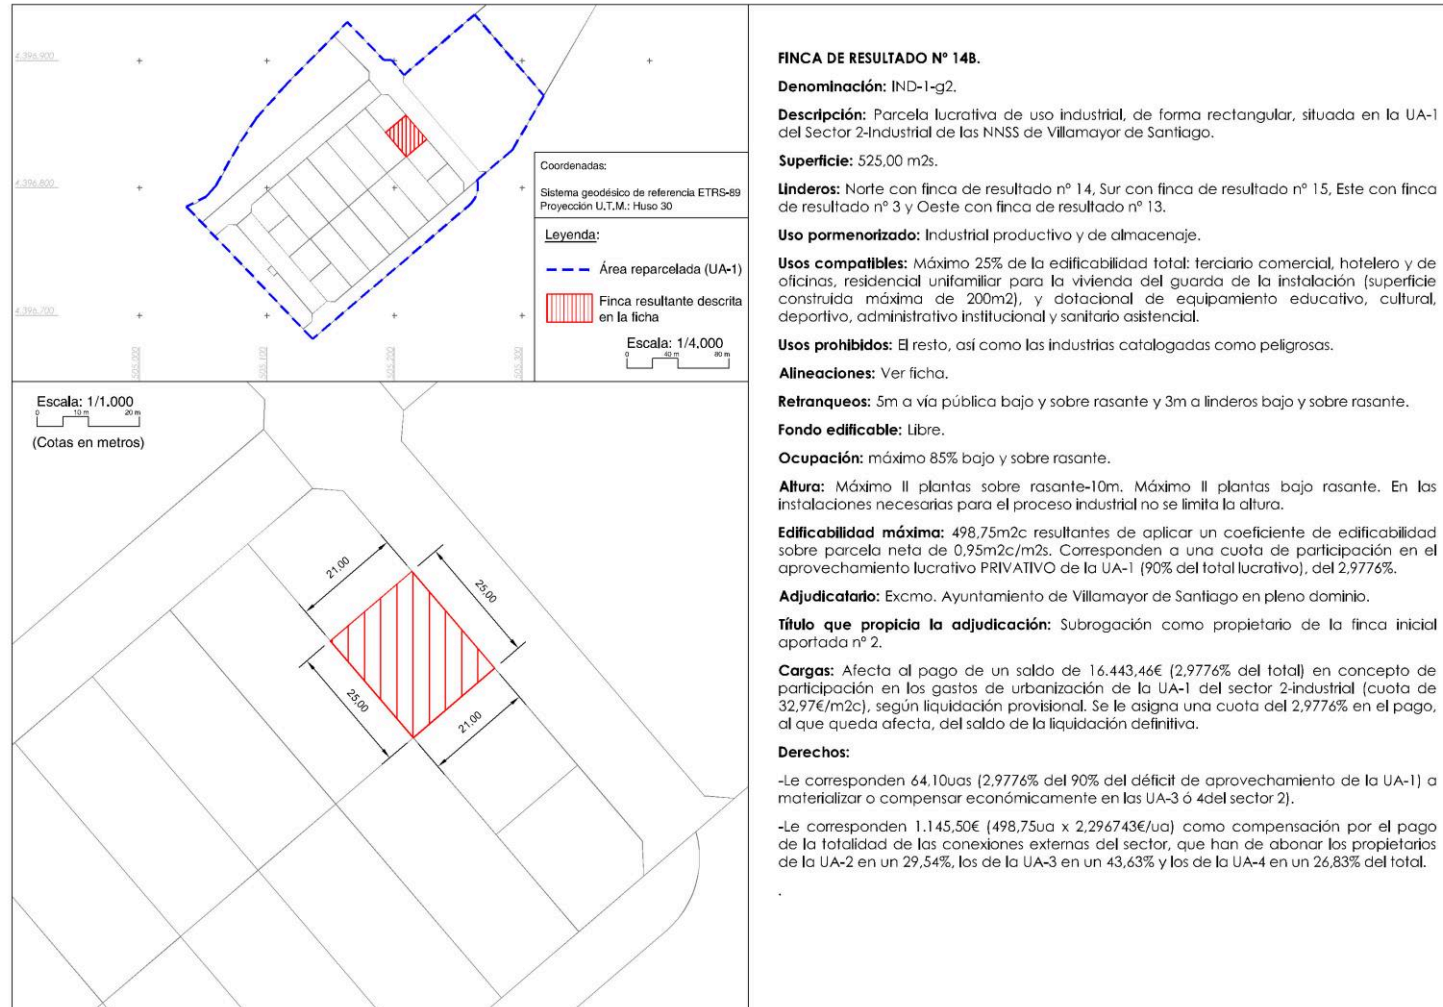 4.396.900
4.396.800
4.396.700
505.000
505.100
505.200
505.300
Coordenadas:
Sistema geodésico de referencia ETRS-89
Proyección U.T.M.: Huso 30
Leyenda:
Área reparcelada (UA-1)
Finca resultante descrita
en la ficha
Escala: 1/4.000
0 40 m 80 m
Escala: 1/1.000
0 10 m 20 m
(Cotas en metros)
21,00
25,00
25,00
21,00
FINCA DE RESULTADO Nº 14B.
Denominación: IND-1-g2.
Descripción: Parcela lucrativa de uso industrial, de forma rectangular, situada en la UA-1
del Sector 2-Industrial de las NNSS de Villamayor de Santiago.
Superficie: 525,00 m2s.
Linderos: Norte con finca de resultado nº 14, Sur con finca de resultado nº 15, Este con finca
de resultado nº 3 y Oeste con finca de resultado nº 13.
Uso pormenorizado: Industrial productivo y de almacenaje.
Usos compatibles: Máximo 25% de la edificabilidad total: terciario comercial, hotelero y de
oficinas, residencial unifamiliar para la vivienda del guarda de la instalación (superficie
construida máxima de 200m2), y dotacional de equipamiento educativo, cultural,
deportivo, administrativo institucional y sanitario asistencial.
Usos prohibidos: El resto, así como las industrias catalogadas como peligrosas.
Alineaciones: Ver ficha.
Retranqueos: 5m a vía pública bajo y sobre rasante y 3m a linderos bajo y sobre rasante.
Fondo edificable: Libre.
Ocupación: máximo 85% bajo y sobre rasante.
Altura: Máximo II plantas sobre rasante-10m. Máximo II plantas bajo rasante. En las
instalaciones necesarias para el proceso industrial no se limita la altura.
Edificabilidad máxima: 498,75m2c resultantes de aplicar un coeficiente de edificabilidad
sobre parcela neta de 0,95m2c/m2s. Corresponden a una cuota de participación en el
aprovechamiento lucrativo PRIVATIVO de la UA-1 (90% del total lucrativo), del 2,9776%.
Adjudicatario: Excmo. Ayuntamiento de Villamayor de Santiago en pleno dominio.
Título que propicia la adjudicación: Subrogación como propietario de la finca inicial
aportada nº 2.
Cargas: Afecta al pago de un saldo de 16.443,46€ (2,9776% del total) en concepto de
participación en los gastos de urbanización de la UA-1 del sector 2-industrial (cuota de
32,97€/m2c), según liquidación provisional. Se le asigna una cuota del 2,9776% en el pago,
al que queda afecta, del saldo de la liquidación definitiva.
Derechos:
-Le corresponden 64,10uas (2,9776% del 90% del déficit de aprovechamiento de la UA-1) a
materializar o compensar económicamente en las UA-3 ó 4del sector 2).
-Le corresponden 1.145,50€ (498,75ua x 2,296743€/ua) como compensación por el pago
de la totalidad de las conexiones externas del sector, que han de abonar los propietarios
de la UA-2 en un 29,54%, los de la UA-3 en un 43,63% y los de la UA-4 en un 26,83% del total.
.